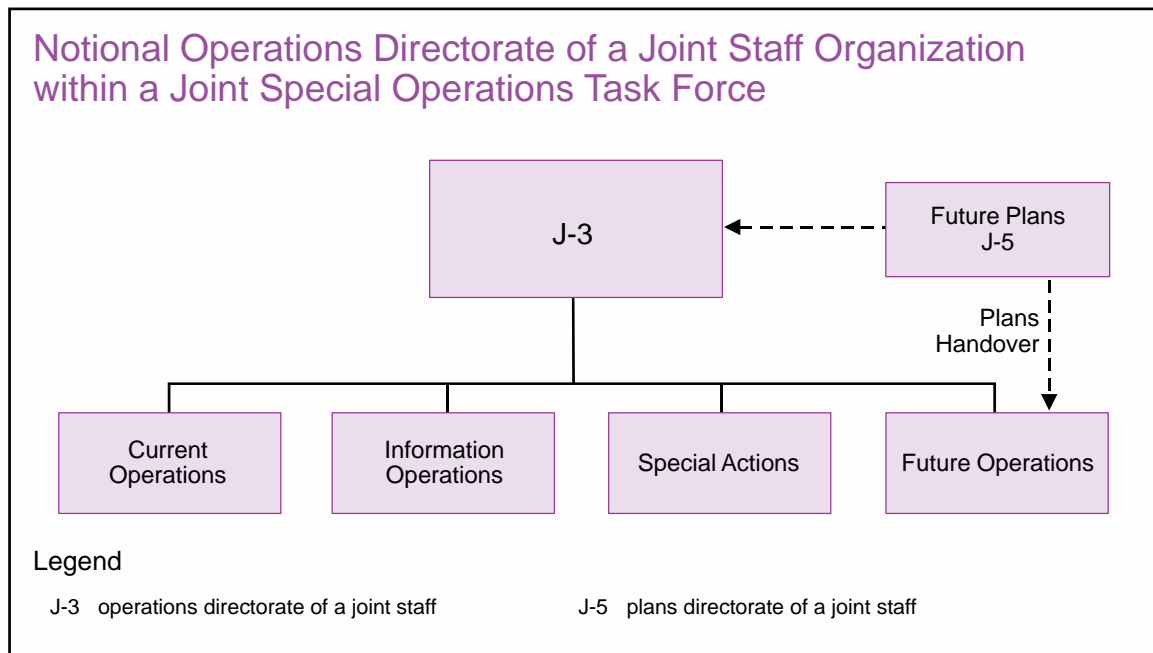 Notional Operations Directorate of a Joint Staff Organization
within a Joint Special Operations Task Force
J-3
Future Plans
J-5
Plans
Handover
Current
Operations
Information
Operations
Special Actions
Future Operations
Legend
J-3 operations directorate of a joint staff
J-5 plans directorate of a joint staff